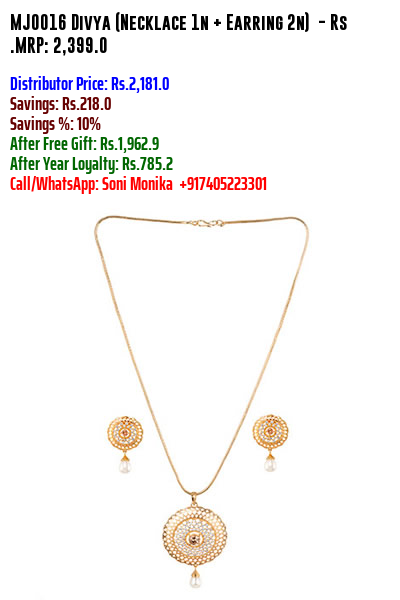 MJ0016 Divya (Necklace 1n + Earring 2n) - Rs
.MRP: 2,399.0
Distributor Price: Rs.2,181.0
Savings: Rs.218.0
Savings %: 10%
After Free Gift: Rs.1,962.9
After Year Loyalty: Rs.785.2
Call/WhatsApp: Soni Monika +917405223301